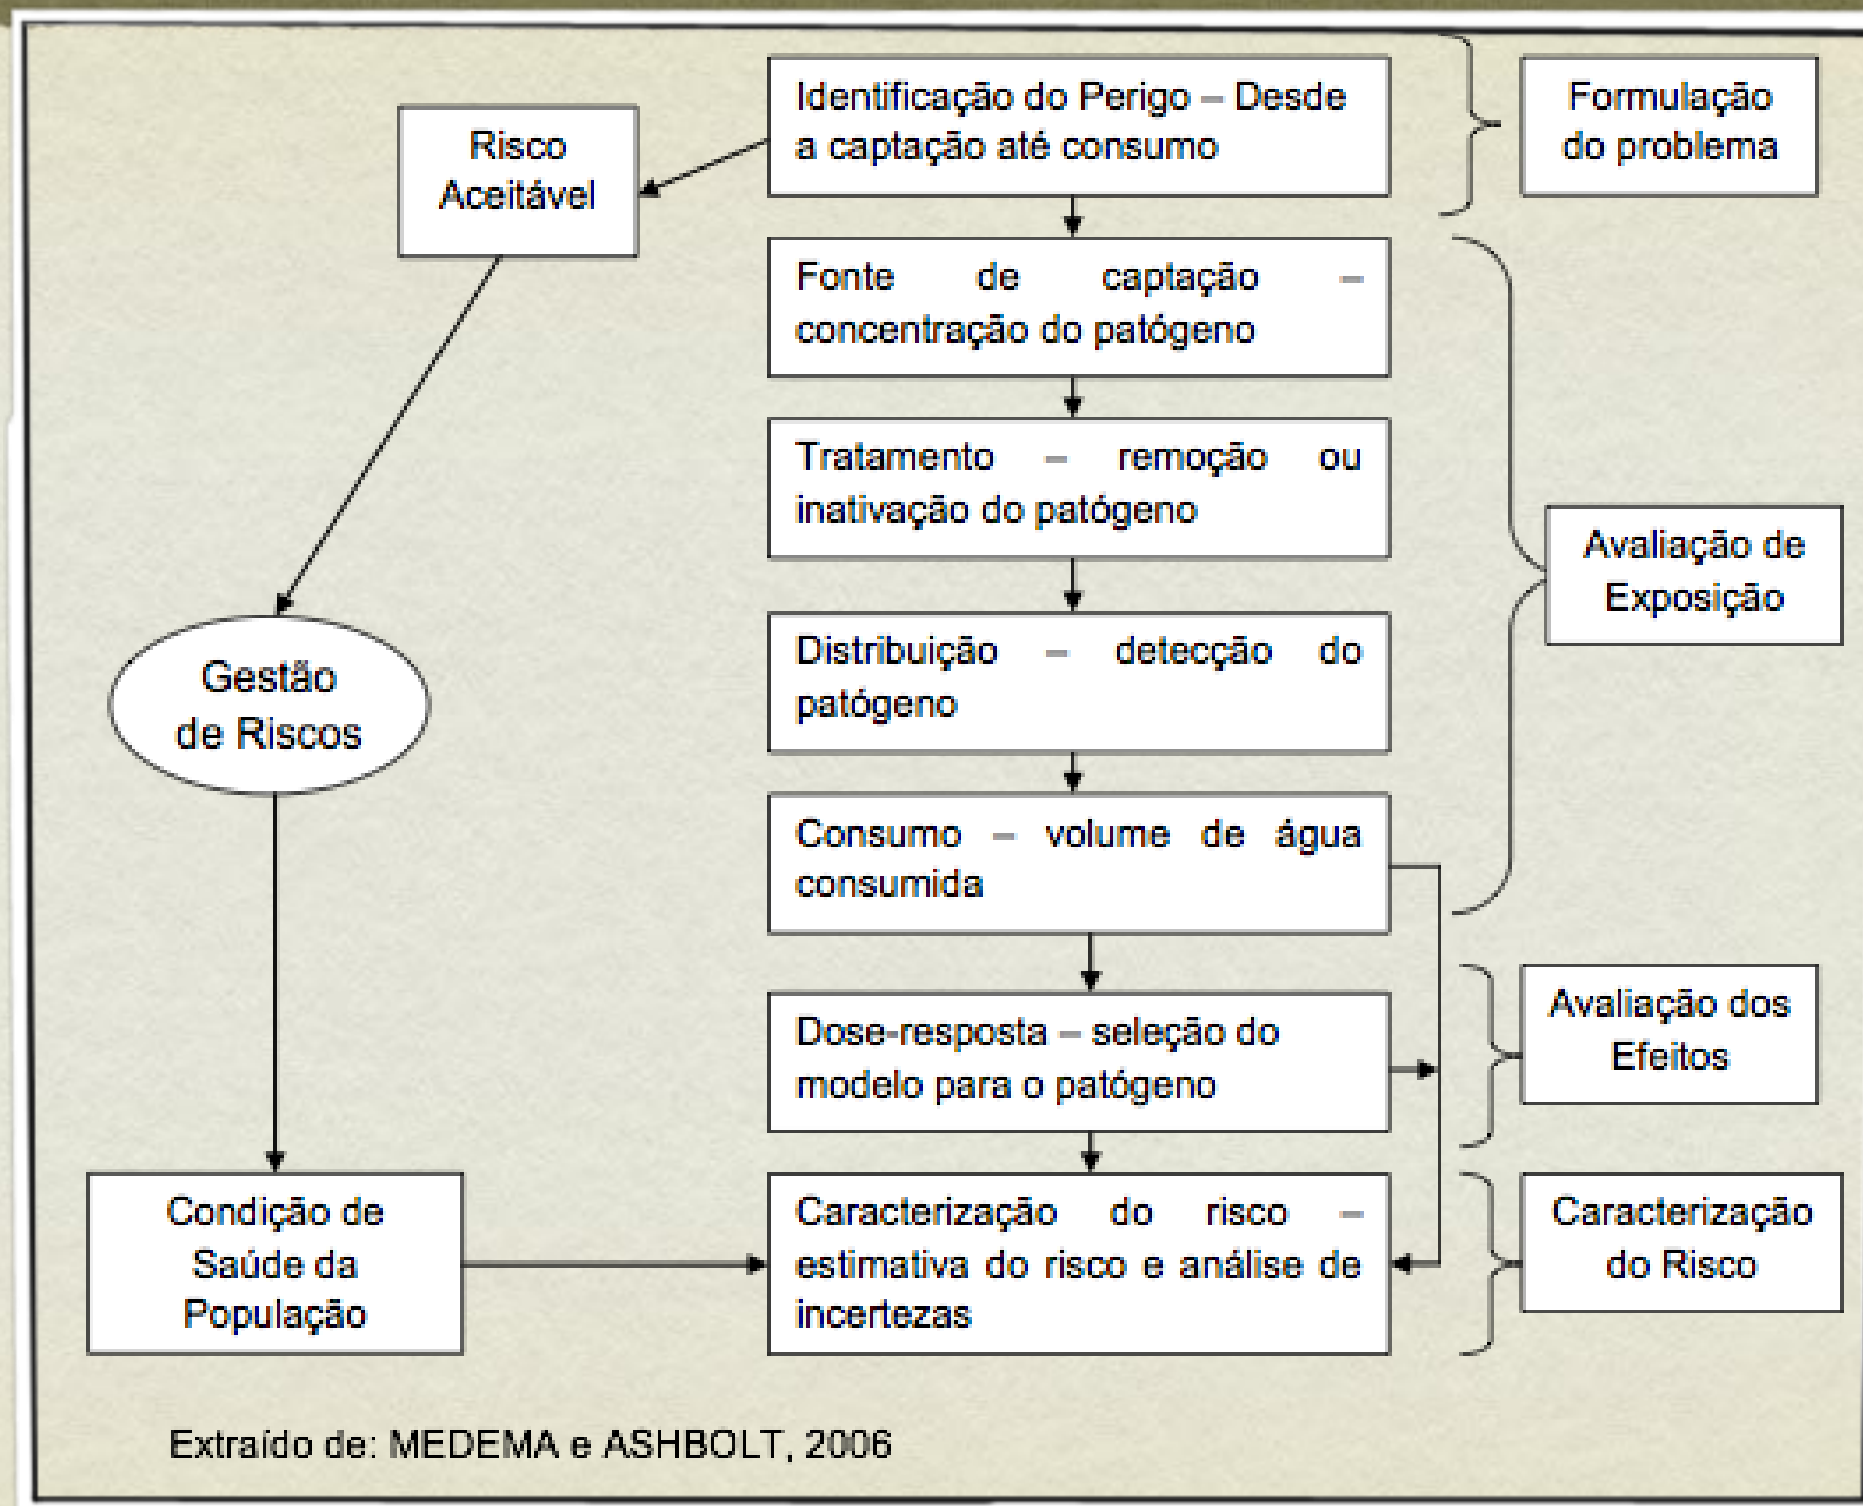 Identificação do Perigo – Desde
a captação até consumo
Formulação
do problema
Risco
Aceitável
Fonte de captação –
concentração do patógeno
Tratamento – remoção ou
inativação do patógeno
Avaliação de
Exposição
Distribuição – detecção do
patógeno
Gestão
de Riscos
Consumo – volume de água
consumida
Dose-resposta – seleção do
modelo para o patógeno
Avaliação dos
Efeitos
Condição de
Saúde da
População
Caracterização do risco –
estimativa do risco e análise de
incertezas
Caracterização
do Risco
Extraído de: MEDEMA e ASHBOLT, 2006